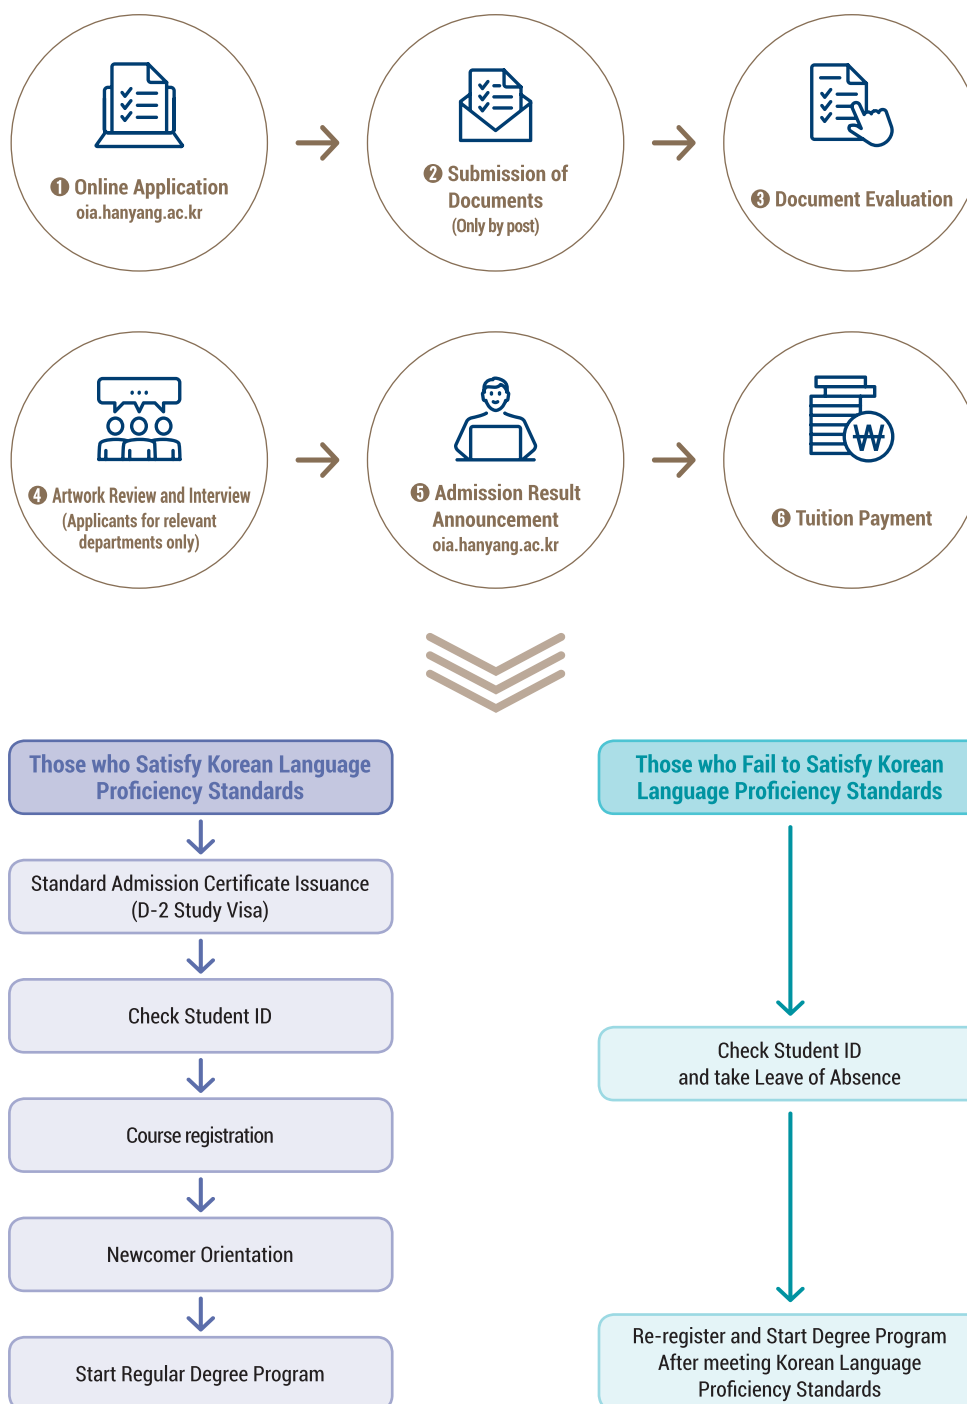 ❶ Online Application
oia.hanyang.ac.kr
❷ Submission of
Documents
(Only by post)
❸ Document Evaluation
❹ Artwork Review and Interview
(Applicants for relevant
departments only)
❺ Admission Result
Announcement
oia.hanyang.ac.kr
❻ Tuition Payment
Those who Satisfy Korean Language
Proficiency Standards
Standard Admission Certificate Issuance
(D-2 Study Visa)
Check Student ID
Course registration
Newcomer Orientation
Start Regular Degree Program
Those who Fail to Satisfy Korean
Language Proficiency Standards
Check Student ID
and take Leave of Absence
Re-register and Start Degree Program
After meeting Korean Language
Proficiency Standards